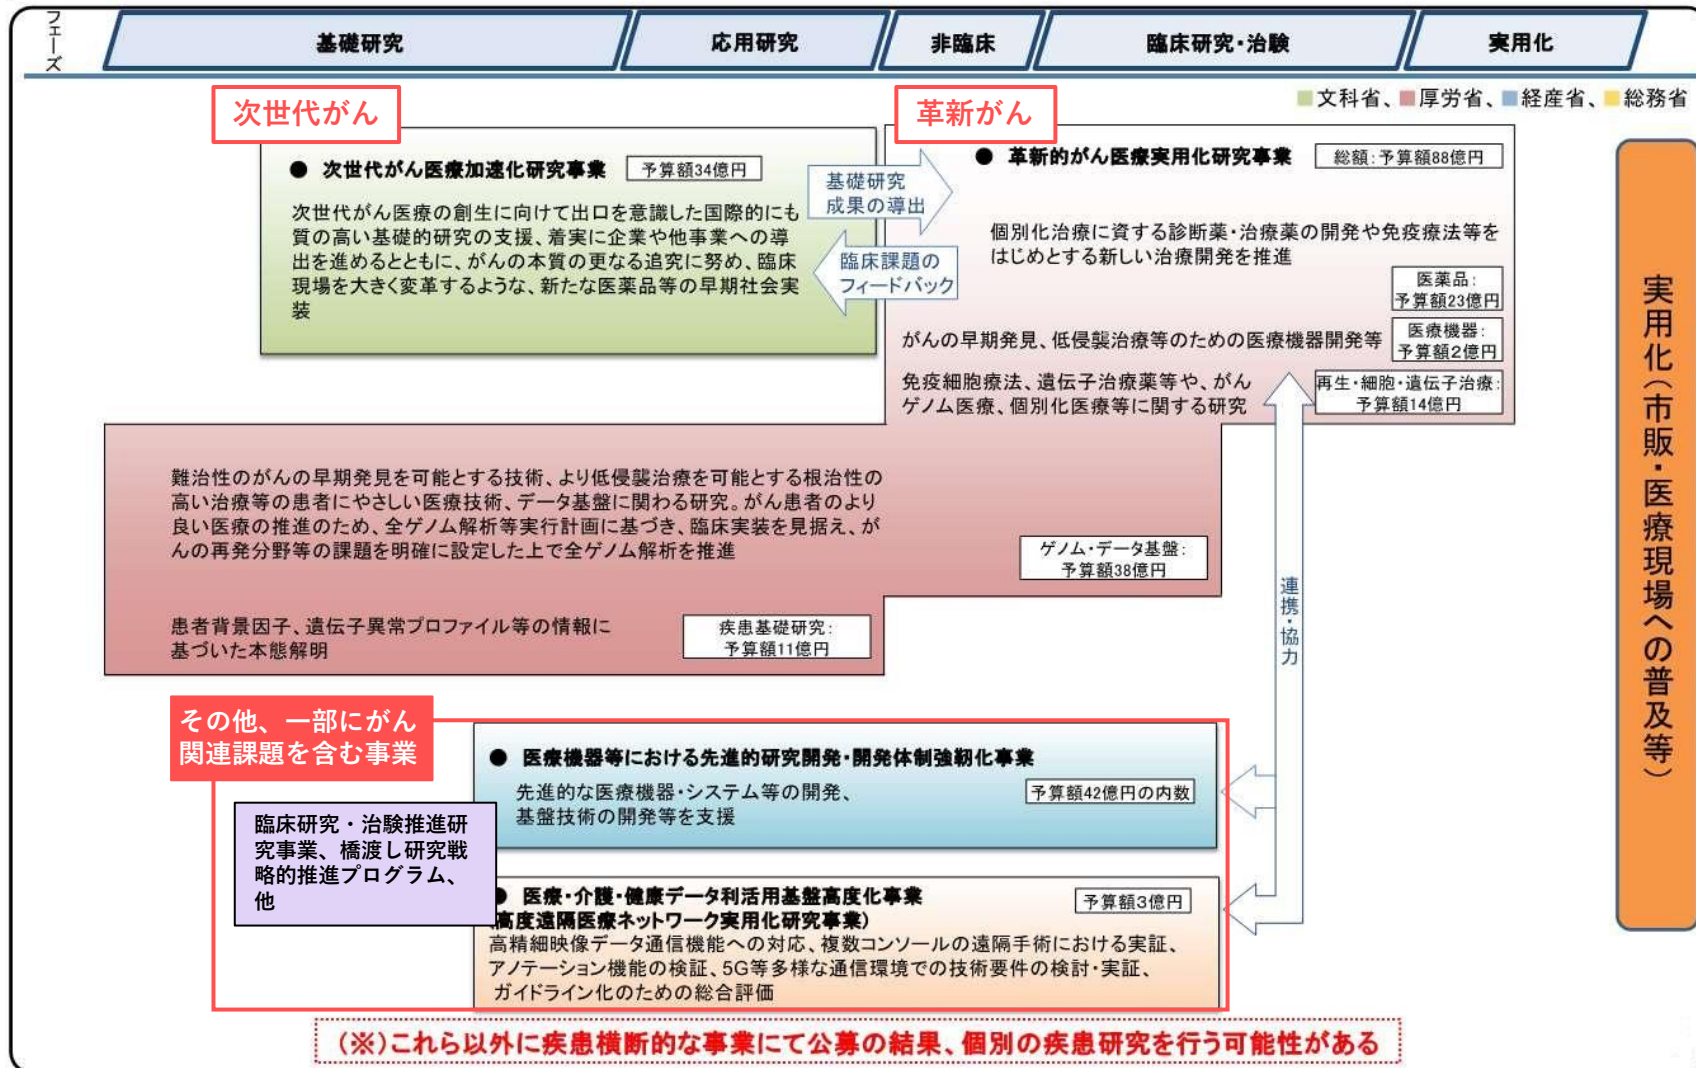 フェーズ
基礎研究
応用研究
非臨床
臨床研究・治験
実用化
文科省、厚労省、経産省、総務省
次世代がん
● 次世代がん医療加速化研究事業
予算額34億円
次世代がん医療の創生に向けて出口を意識した国際的にも
質の高い基礎的研究の支援、着実に企業や他事業への導
出を進めるとともに、がんの本質の更なる追究に努め、臨床
現場を大きく変革するような、新たな医薬品等の早期社会実
装
基礎研究
成果の導出
臨床課題の
フィードバック
革新がん
● 革新的がん医療実用化研究事業
総額:予算額88億円
個別化治療に資する診断薬・治療薬の開発や免疫療法等を
はじめとする新しい治療開発を推進
医薬品:
予算額23億円
がんの早期発見、低侵襲治療等のための医療機器開発等
医療機器:
予算額2億円
免疫細胞療法、遺伝子治療薬等や、がん
ゲノム医療、個別化医療等に関する研究
再生・細胞・遺伝子治療:
予算額14億円
難治性のがんの早期発見を可能とする技術、より低侵襲治療を可能とする根治性の
高い治療等の患者にやさしい医療技術、データ基盤に関わる研究。がん患者のより
良い医療の推進のため、全ゲノム解析等実行計画に基づき、臨床実装を見据え、が
んの再発分野等の課題を明確に設定した上で全ゲノム解析を推進
ゲノム・データ基盤:
予算額38億円
患者背景因子、遺伝子異常プロファイル等の情報に
基づいた本態解明
疾患基礎研究:
予算額11億円
連携・協力
実用化（市販・医療現場への普及等）
その他、一部にがん
関連課題を含む事業
● 医療機器等における先進的研究開発・開発体制強靭化事業
先進的な医療機器・システム等の開発、
基盤技術の開発等を支援
予算額42億円の内数
臨床研究・治験推進研
究事業、橋渡し研究戦
略的推進プログラム、
他
● 医療・介護・健康データ利活用基盤高度化事業
(高度遠隔医療ネットワーク実用化研究事業)
予算額3億円
高精細映像データ通信機能への対応、複数コンソールの遠隔手術における実証、
アノテーション機能の検証、5G等多様な通信環境での技術要件の検討・実証、
ガイドライン化のための総合評価
(※)これら以外に疾患横断的な事業にて公募の結果、個別の疾患研究を行う可能性がある